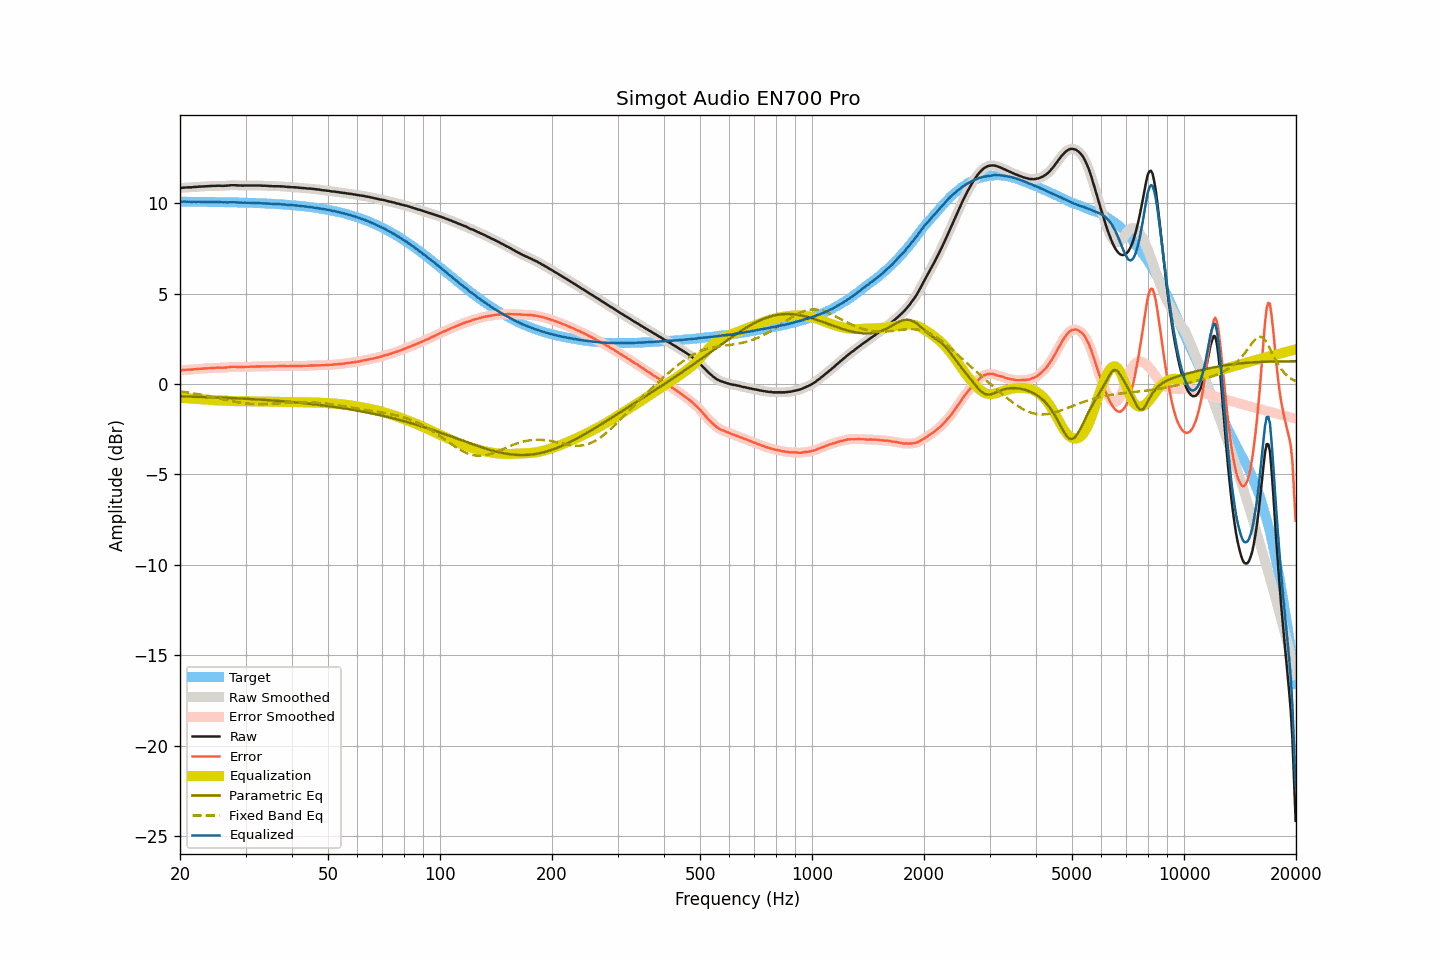 Simgot Audio EN700 Pro
Amplitude (dBr)
10
5
0
−5
−10
−15
−20
−25
Target
Raw Smoothed
Error Smoothed
Raw
Error
Equalization
Parametric Eq
Fixed Band Eq
Equalized
20 50 100 200 500 1000 2000 5000 10000 20000
Frequency (Hz)